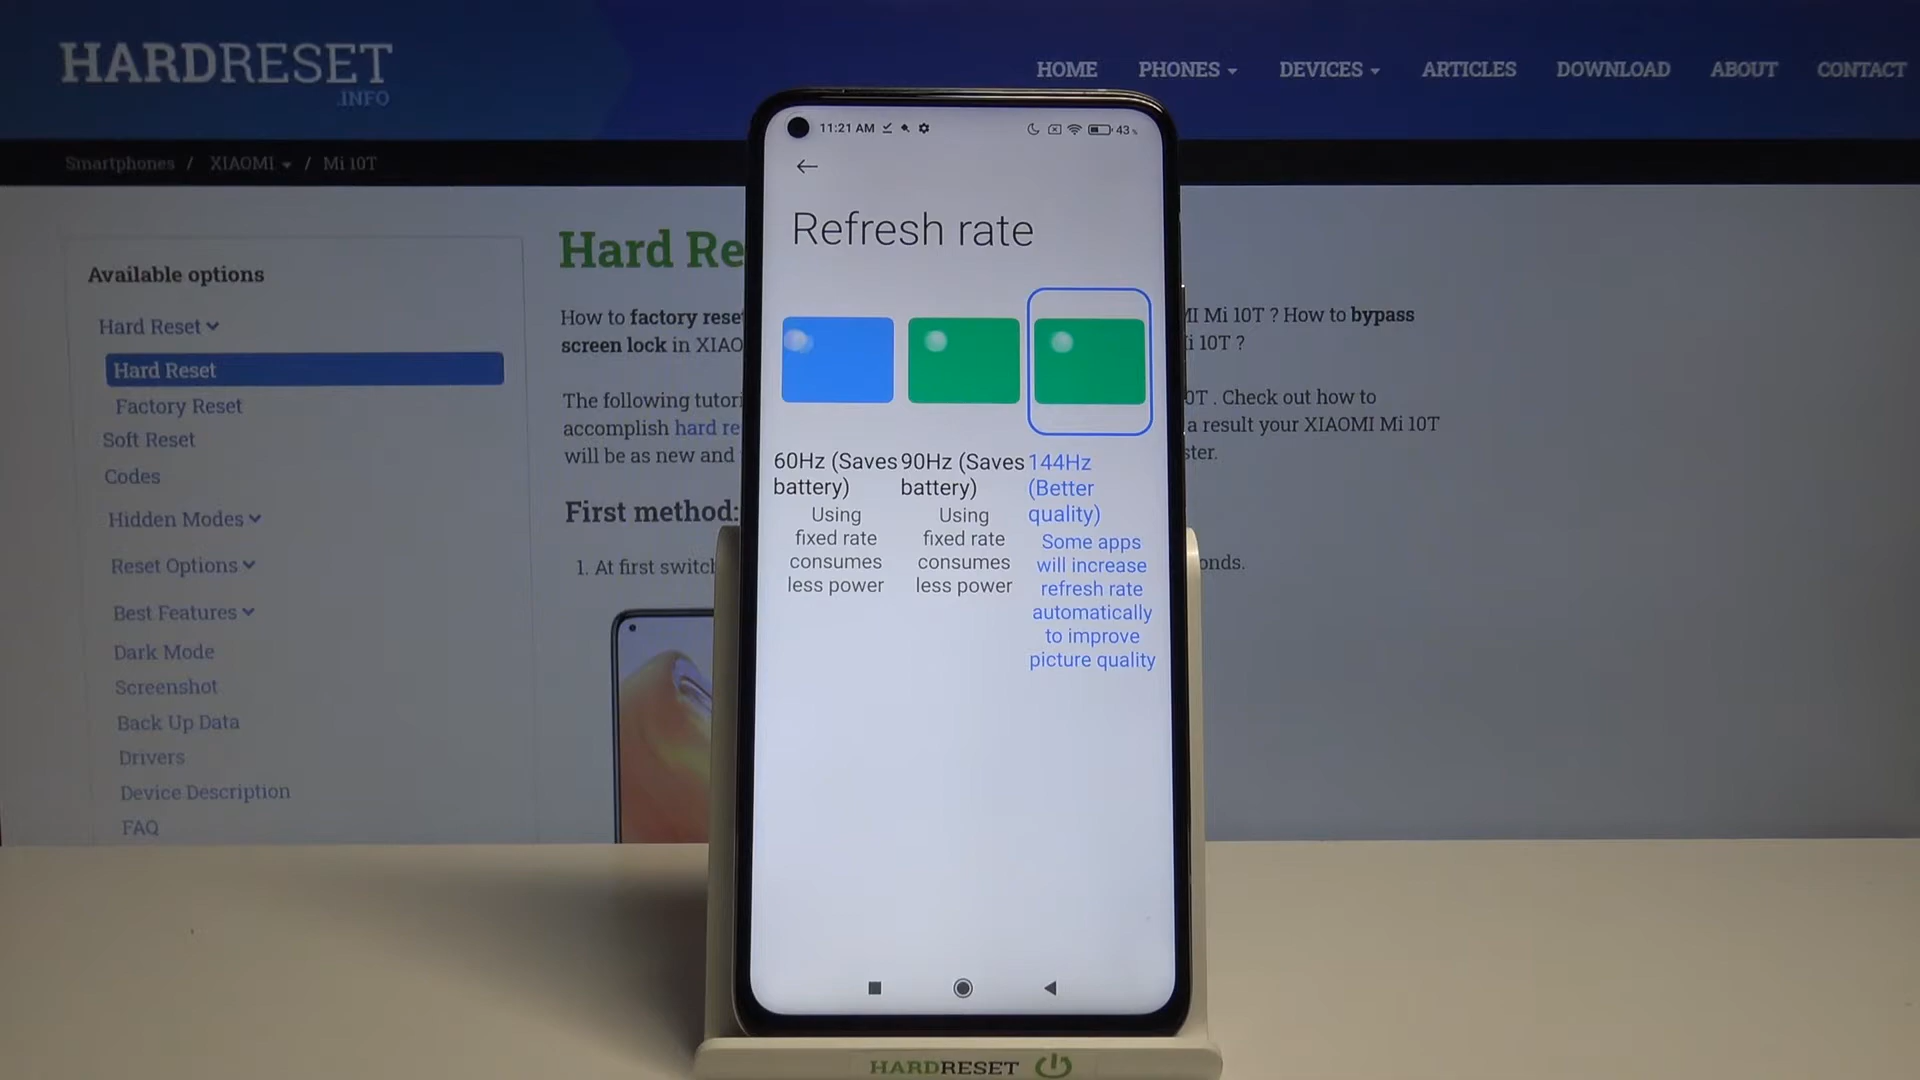 HARDRESET
.INFO
HOME PHONES DEVICES ARTICLES DOWNLOAD ABOUT CONTACT
Smartphones / XIAOMI / Mi 10T
Available options
Hard Reset
Hard Reset
Factory Reset
Soft Reset
Codes
Hidden Modes
Reset Options
Best Features
Dark Mode
Screenshot
Back Up Data
Drivers
Device Description
FAQ
Hard Re
How to factory reset
MI Mi 10T ? How to bypass
screen lock in XIAO
Mi 10T ?
The following tutori
10T . Check out how to
accomplish hard re
a result your XIAOMI Mi 10T
will be as new and
ster.
First method:
1. At first switch
onds.
11:21 AM
43%
Refresh rate
60Hz (Saves
battery)
Using
fixed rate
consumes
less power
90Hz (Saves
battery)
Using
fixed rate
consumes
less power
144Hz
(Better
quality)
Some apps
will increase
refresh rate
automatically
to improve
picture quality
HARDRESET